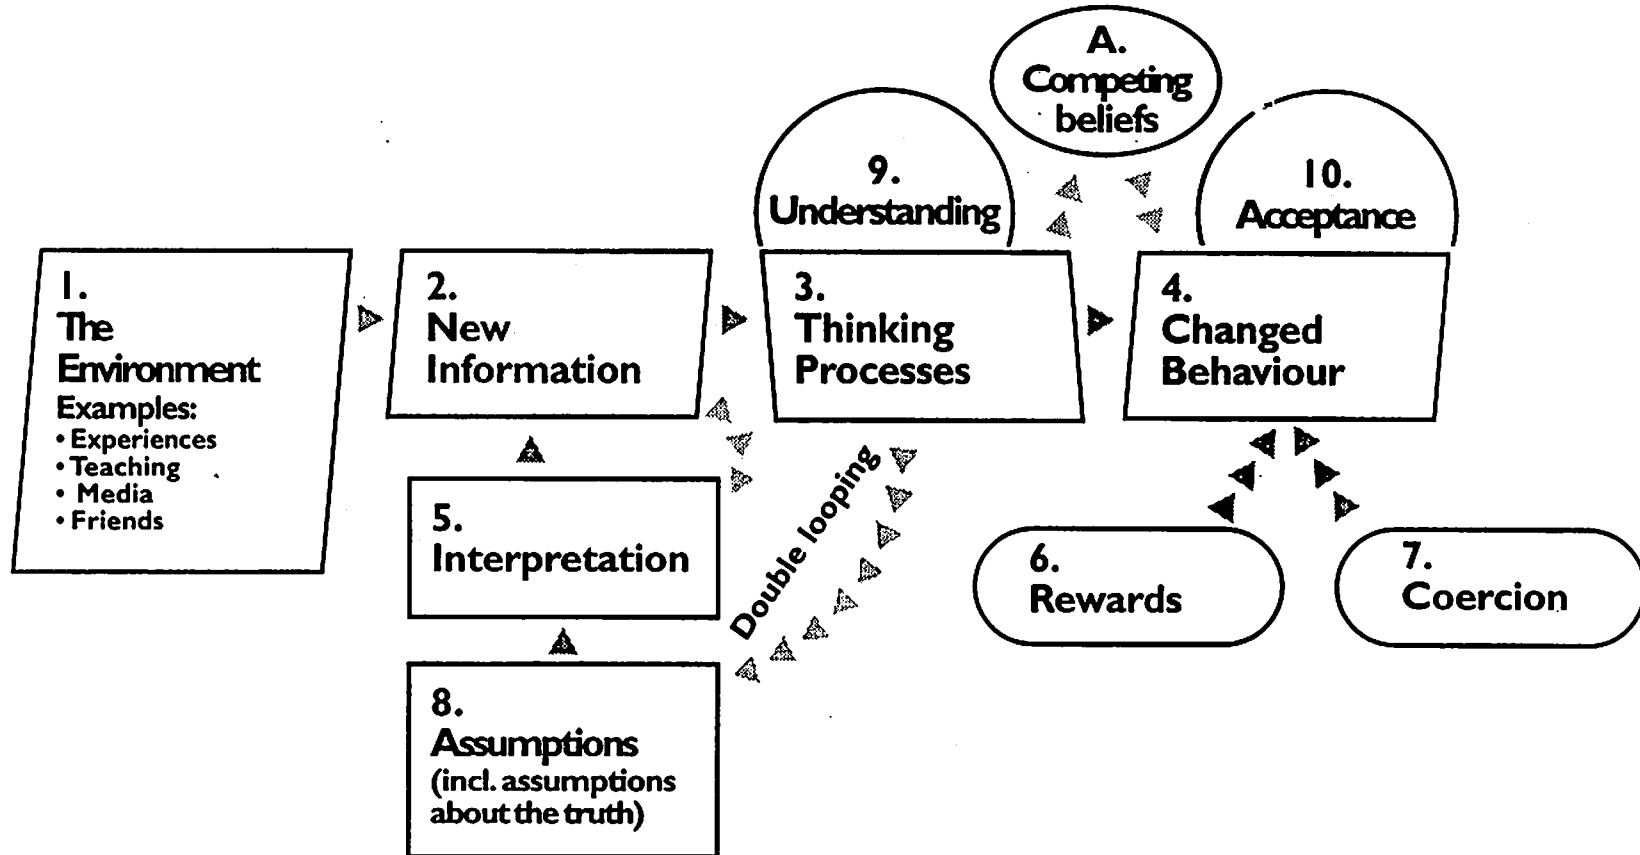 A.
Competing
beliefs
9.
Understanding
10.
Acceptance
1.
The
Environment
Examples:
• Experiences
• Teaching
• Media
• Friends
2.
New
Information
3.
Thinking
Processes
4.
Changed
Behaviour
5.
Interpretation
Double looping
6.
Rewards
7.
Coercion
8.
Assumptions
(incl. assumptions
about the truth)